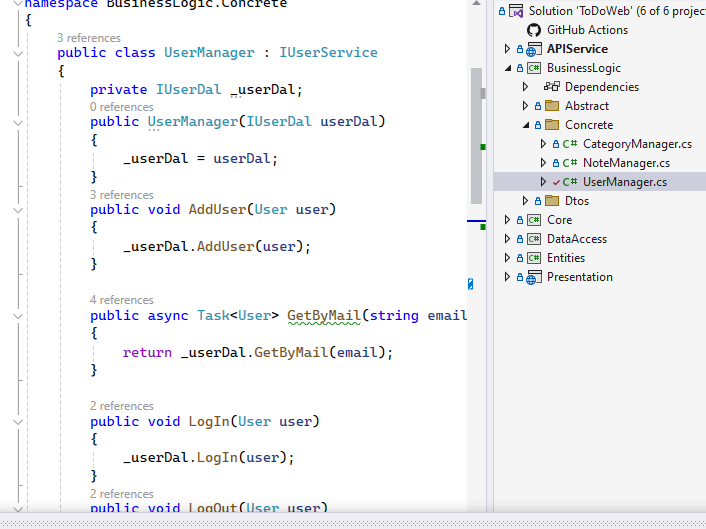 namespace BusinessLogic.Concrete
{
3 references
public class UserManager : IUserService
{
private IUserDal _userDal;
0 references
public UserManager(IUserDal userDal)
{
_userDal = userDal;
}
3 references
public void AddUser(User user)
{
_userDal.AddUser(user);
}
4 references
public async Task<User> GetByMail(string email
{
return _userDal.GetByMail(email);
}
2 references
public void LogIn(User user)
{
_userDal.LogIn(user);
}
2 references
public void LogOut(User user)
Solution 'ToDoWeb' (6 of 6 project
GitHub Actions
APIService
C# BusinessLogic
Dependencies
Abstract
Concrete
C# CategoryManager.cs
C# NoteManager.cs
C# UserManager.cs
Dtos
C# Core
C# DataAccess
C# Entities
Presentation